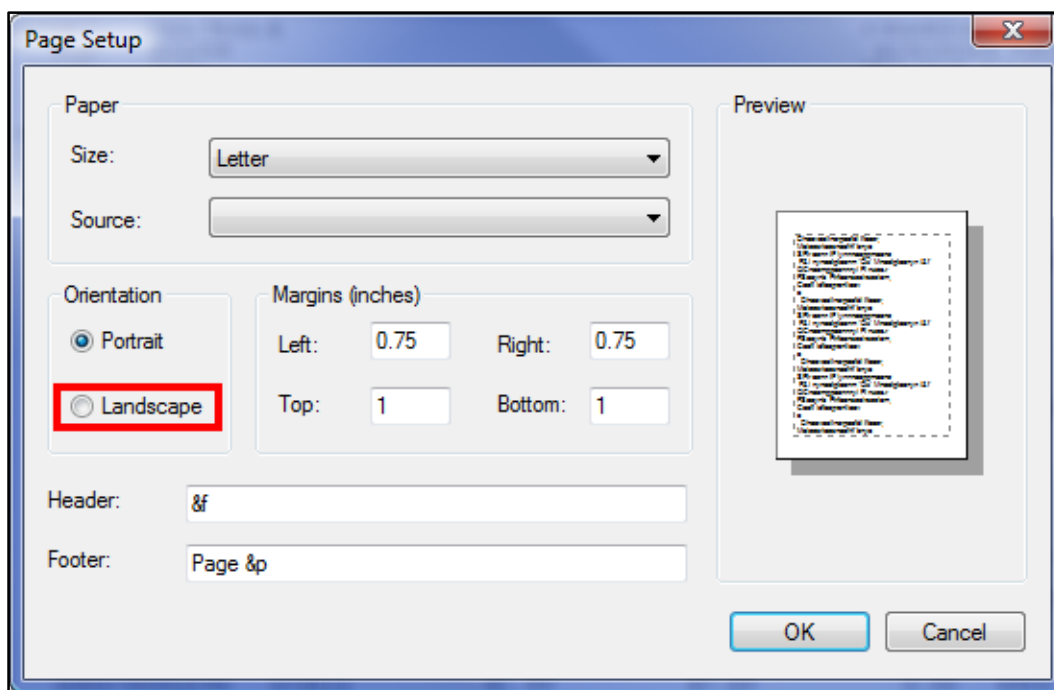 Page Setup
Paper
Size: Letter
Source:
Orientation
Portrait
Landscape
Margins (inches)
Left: 0.75 Right: 0.75
Top: 1 Bottom: 1
Header: &f
Footer: Page &p
Preview
OK Cancel